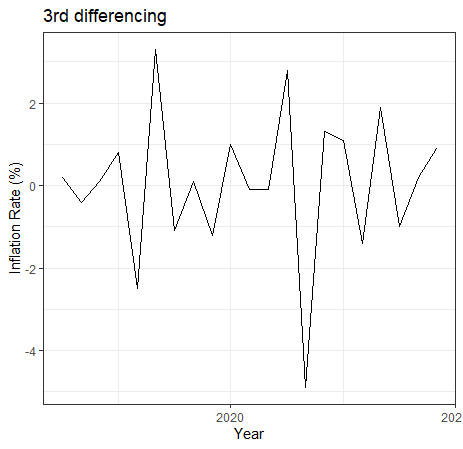 3rd differencing
Inflation Rate (%)
2
0
-2
-4
2020
202
Year